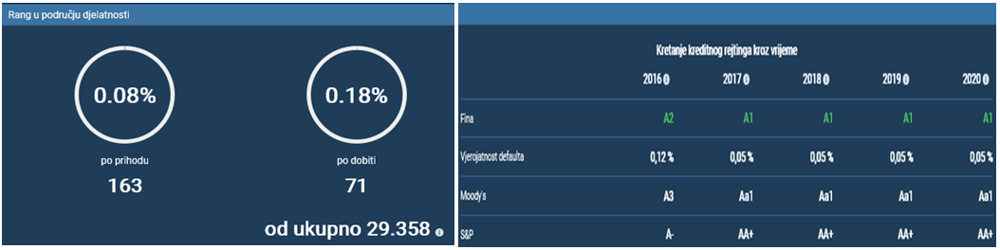 Rang u području djelatnosti
0.08% 0.18%
po prihodu po dobiti
163 71
od ukupno 29.358
Kretanje kreditnog rejtinga kroz vrijeme
2016 2017 2018 2019 2020
Fina A2 A1 A1 A1 A1
Vjerojatnost defaulta 0,12 % 0,05 % 0,05 % 0,05 % 0,05 %
Moody's A3 Aa1 Aa1 Aa1 Aa1
S&P A- AA+ AA+ AA+ AA+